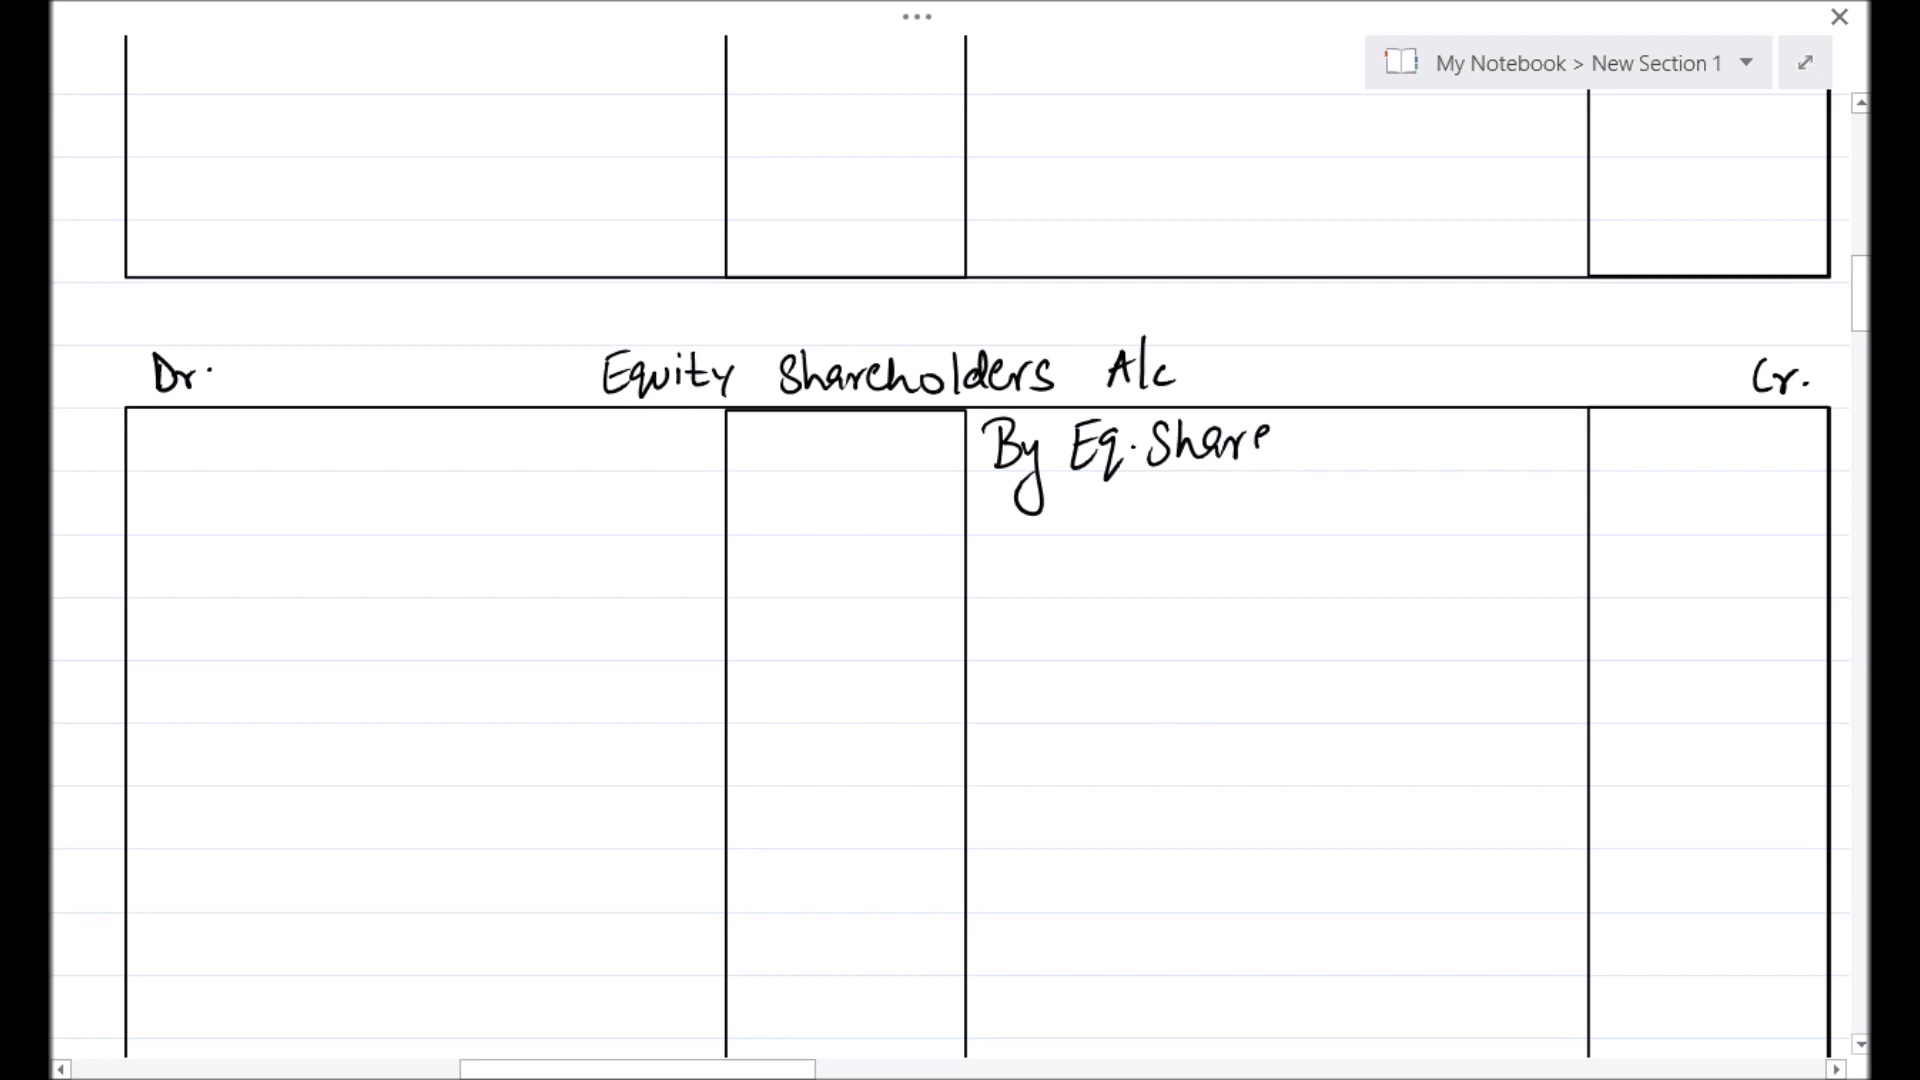 My Notebook > New Section 1
Dr. Equity Shareholders A/c Cr.
By Eq. Share